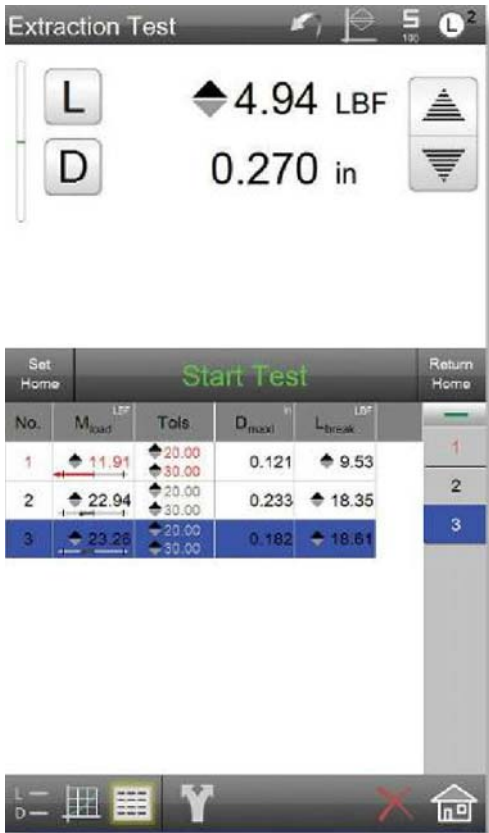 Extraction Test
S
100
L2
L
4.94 LBF
D
0.270 in
Set
Home
Start Test
Return
Home
No. Mload LBF Tols. Dmaxl in Lbreak LBF
1 11.91 20.00 30.00 0.121 9.53
2 22.94 20.00 30.00 0.233 18.35
3 23.26 20.00 30.00 0.182 18.61
1
2
3
L
D